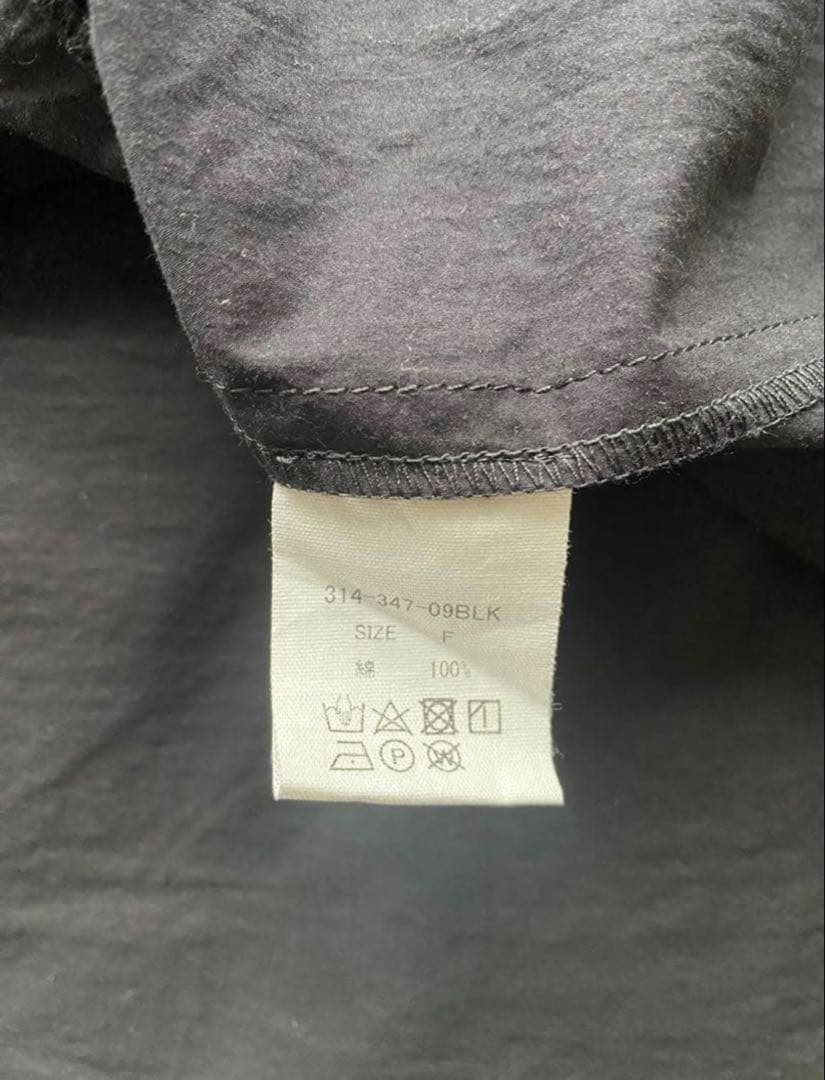 314-347-09BLK
SIZE F
綿 100%
P
W